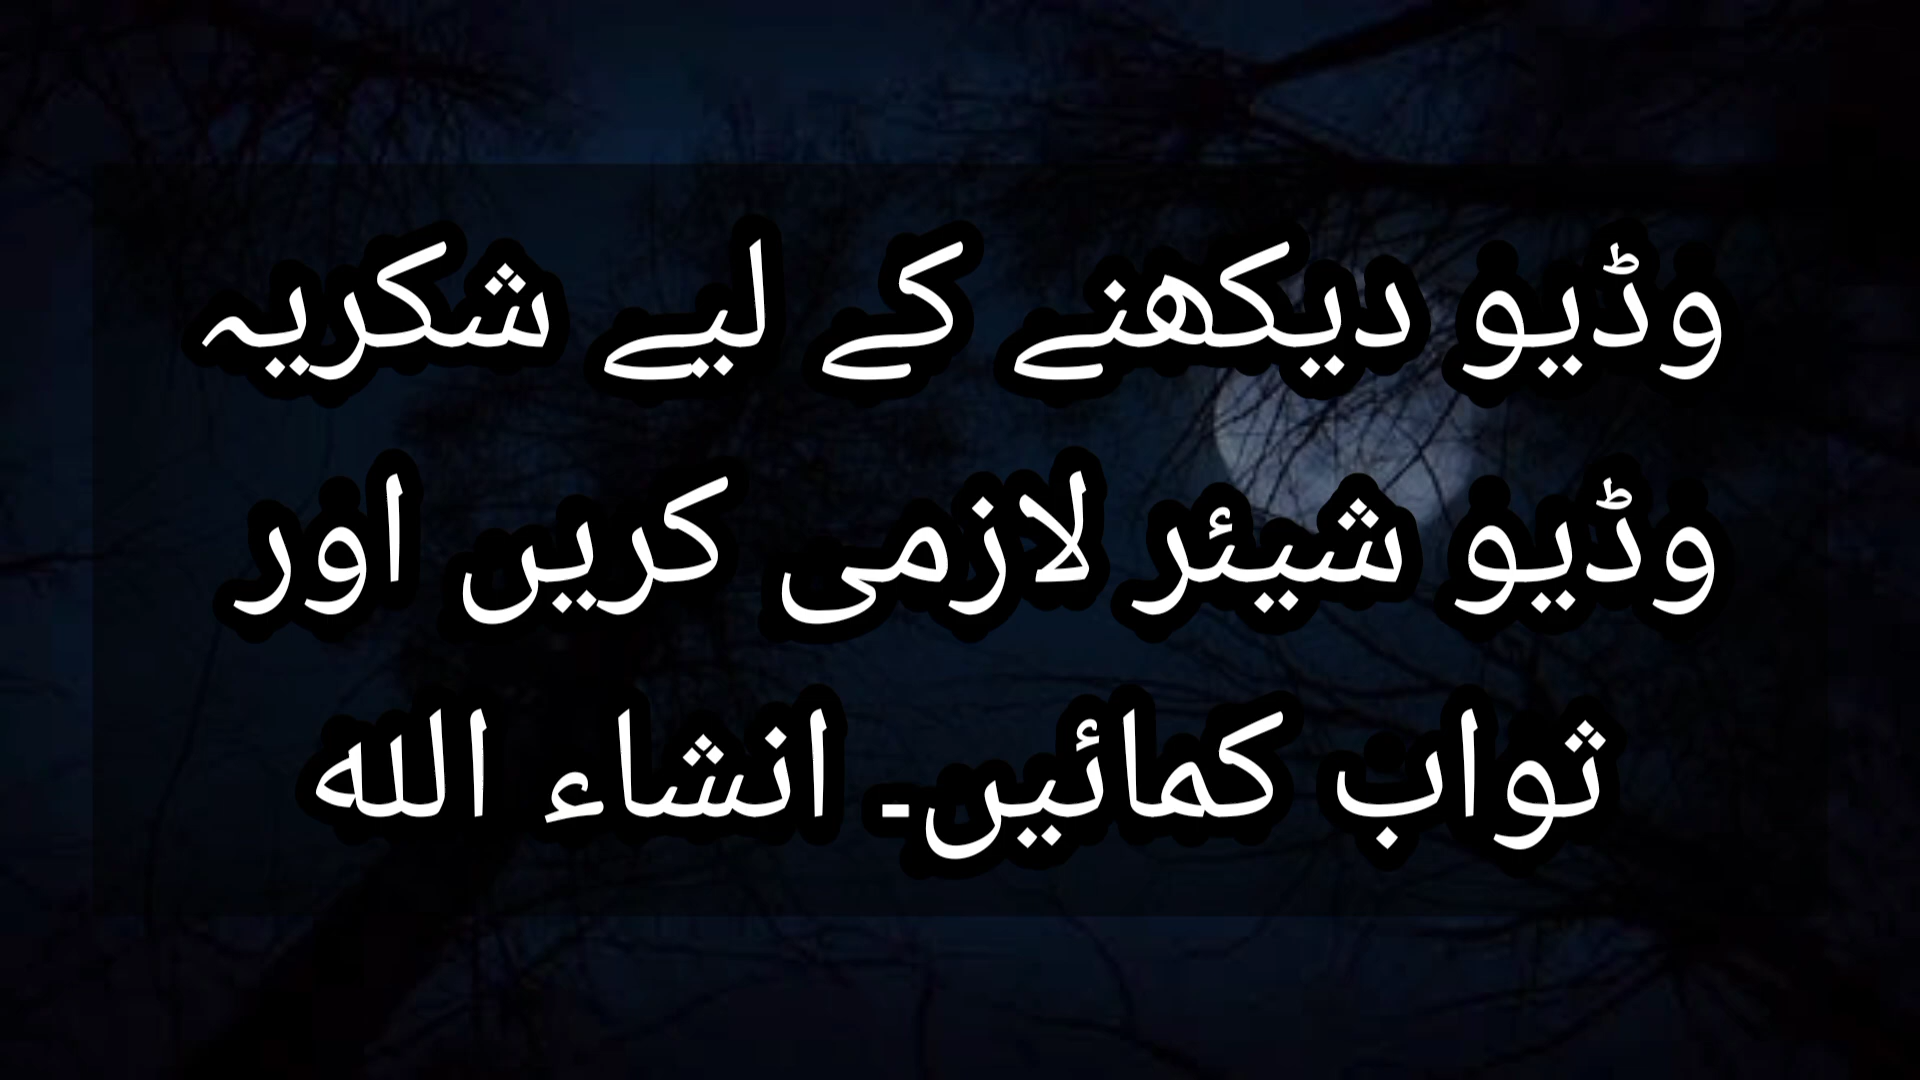 وڈیو دیکھنے کے لیے شکریہ
وڈیو شیئر لازمی کریں اور
ثواب کمائیں۔ انشاء اللہ